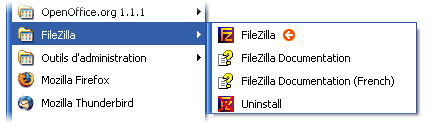 OpenOffice.org 1.1.1
FileZilla
Outils d'administration
Mozilla Firefox
Mozilla Thunderbird
FileZilla
FileZilla Documentation
FileZilla Documentation (French)
Uninstall